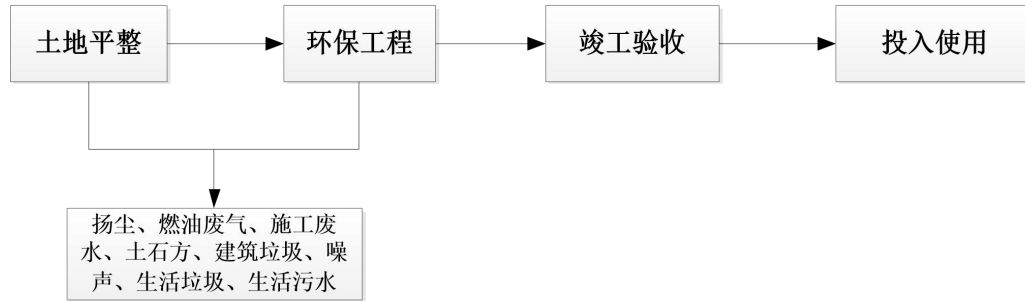 土地平整
环保工程
竣工验收
投入使用
扬尘、燃油废气、施工废
水、土石方、建筑垃圾、噪
声、生活垃圾、生活污水